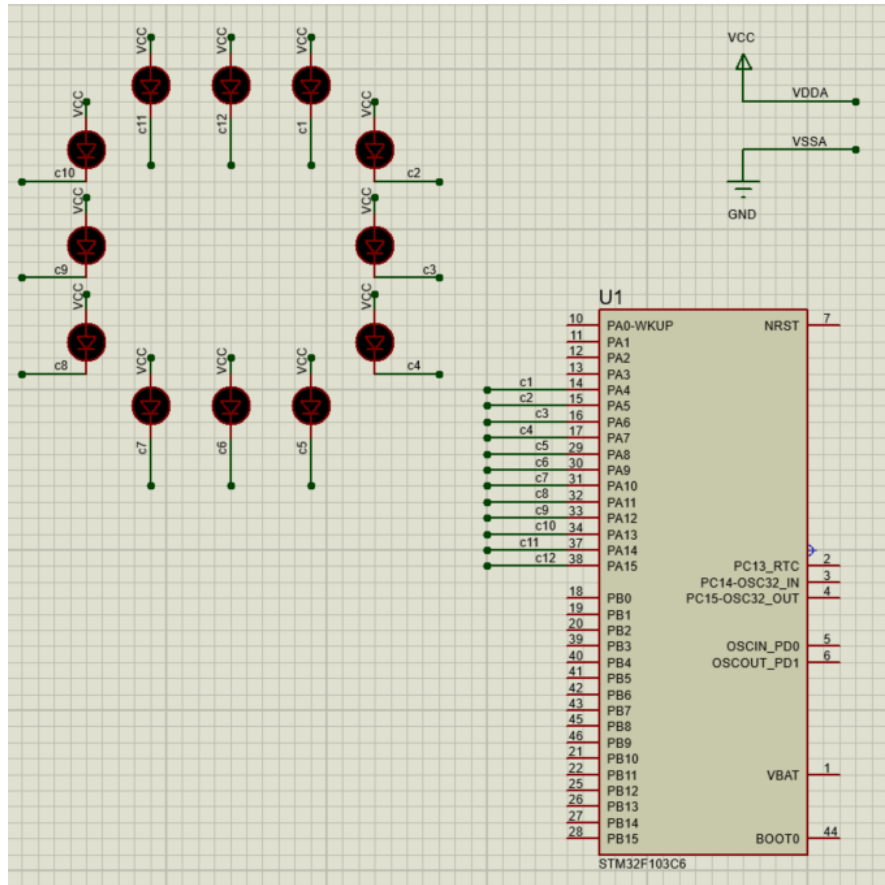 VCC VCC VCC
c11 c12 c1
VCC VCC
c10 c2
VCC VCC
c9 c3
VCC VCC
c8 c4
VCC VCC VCC
c7 c6 c5
VCC
VDDA
VSSA
GND
U1
10 PA0-WKUP NRST 7
11 PA1
12 PA2
13 PA3
c1 14 PA4
c2 15 PA5
c3 16 PA6
c4 17 PA7
c5 29 PA8
c6 30 PA9
c7 31 PA10
c8 32 PA11
c9 33 PA12
c10 34 PA13
c11 37 PA14
c12 38 PA15 PC13_RTC 2
PC14-OSC32_IN 3
18 PB0 PC15-OSC32_OUT 4
19 PB1
20 PB2
39 PB3 OSCIN_PD0 5
40 PB4 OSCOUT_PD1 6
41 PB5
42 PB6
43 PB7
45 PB8
46 PB9
21 PB10
22 PB11 VBAT 1
25 PB12
26 PB13
27 PB14
28 PB15 BOOT0 44
STM32F103C6